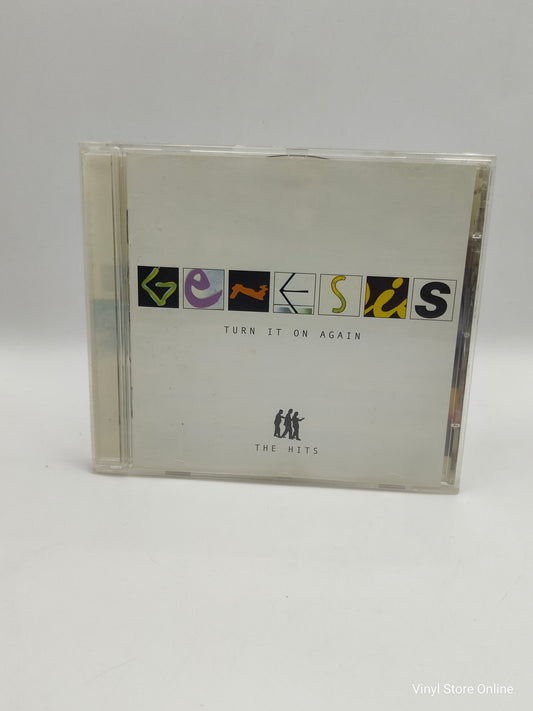 GENESIS
TURN IT ON AGAIN
THE HITS
Vinyl Store Online